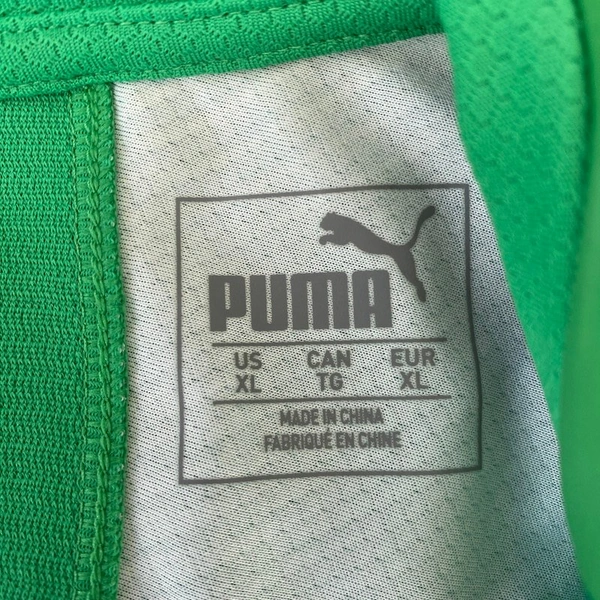 PUMA
US CAN EUR
XL TG XL
MADE IN CHINA
FABRIQUÉ EN CHINE